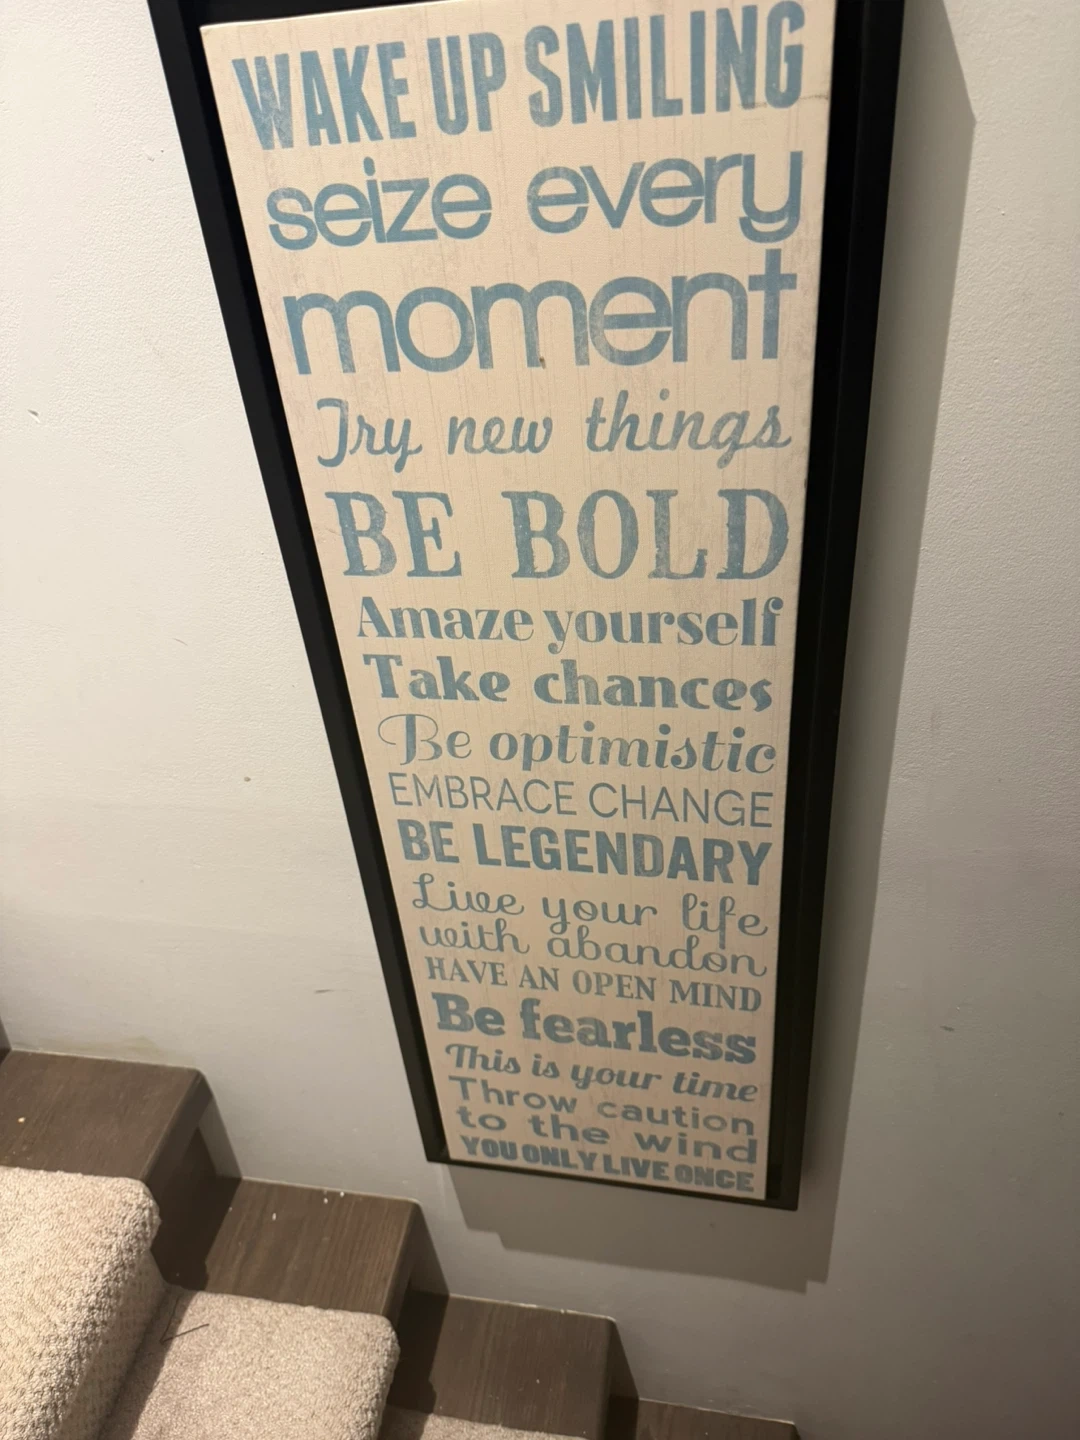 WAKE UP SMILING
seize every
moment
Try new things
BE BOLD
Amaze yourself
Take chances
Be optimistic
EMBRACE CHANGE
BE LEGENDARY
Live your life
with abandon
HAVE AN OPEN MIND
Be fearless
This is your time
Throw caution
to the wind
YOU ONLY LIVE ONCE